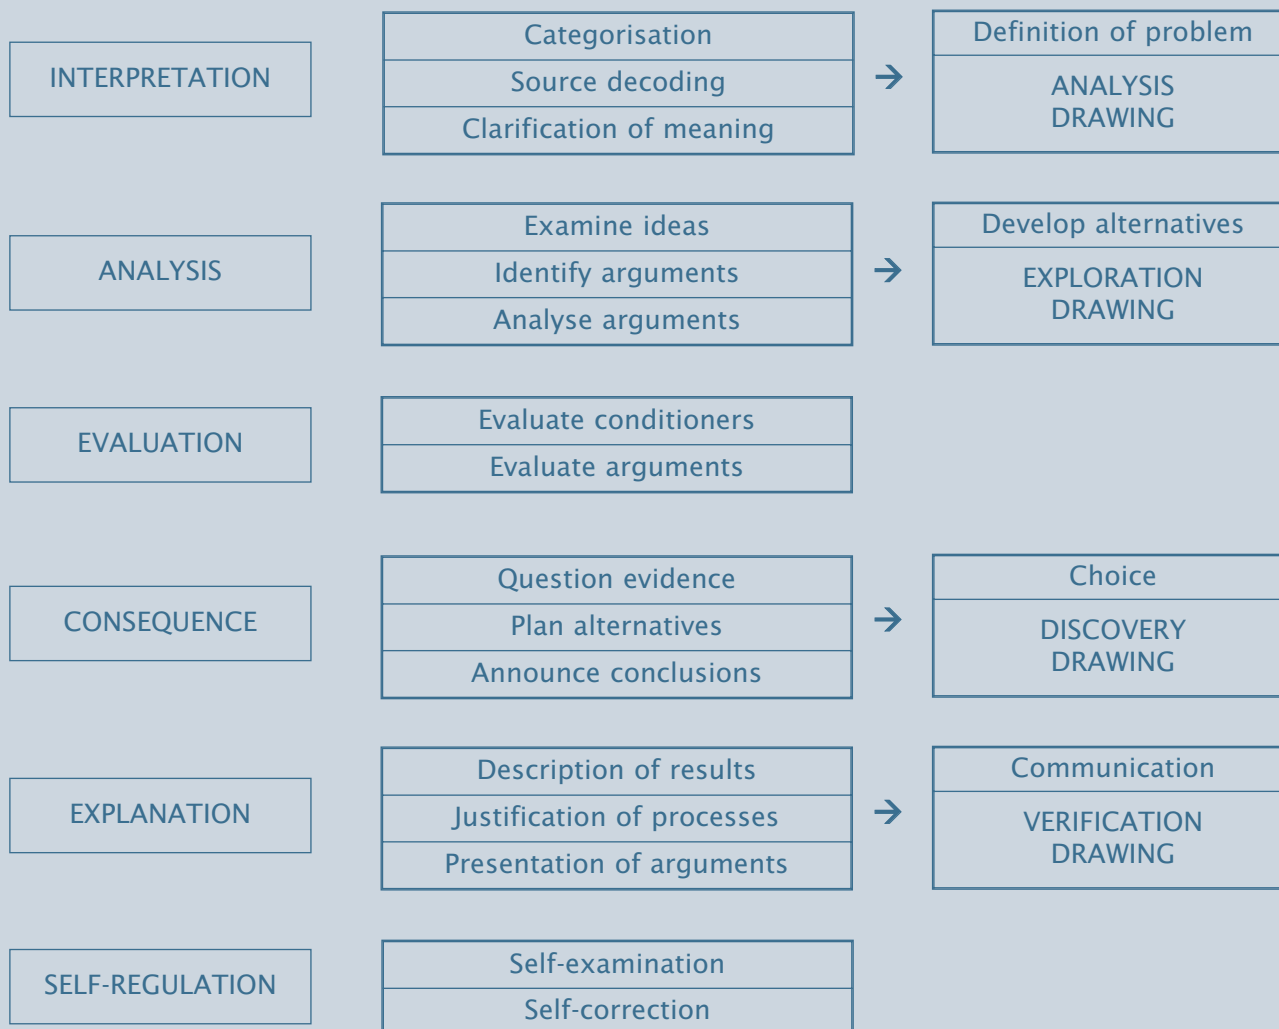 INTERPRETATION
Categorisation
Source decoding
Clarification of meaning
→
Definition of problem
ANALYSIS
DRAWING
ANALYSIS
Examine ideas
Identify arguments
Analyse arguments
→
Develop alternatives
EXPLORATION
DRAWING
EVALUATION
Evaluate conditioners
Evaluate arguments
CONSEQUENCE
Question evidence
Plan alternatives
Announce conclusions
→
Choice
DISCOVERY
DRAWING
EXPLANATION
Description of results
Justification of processes
Presentation of arguments
→
Communication
VERIFICATION
DRAWING
SELF-REGULATION
Self-examination
Self-correction